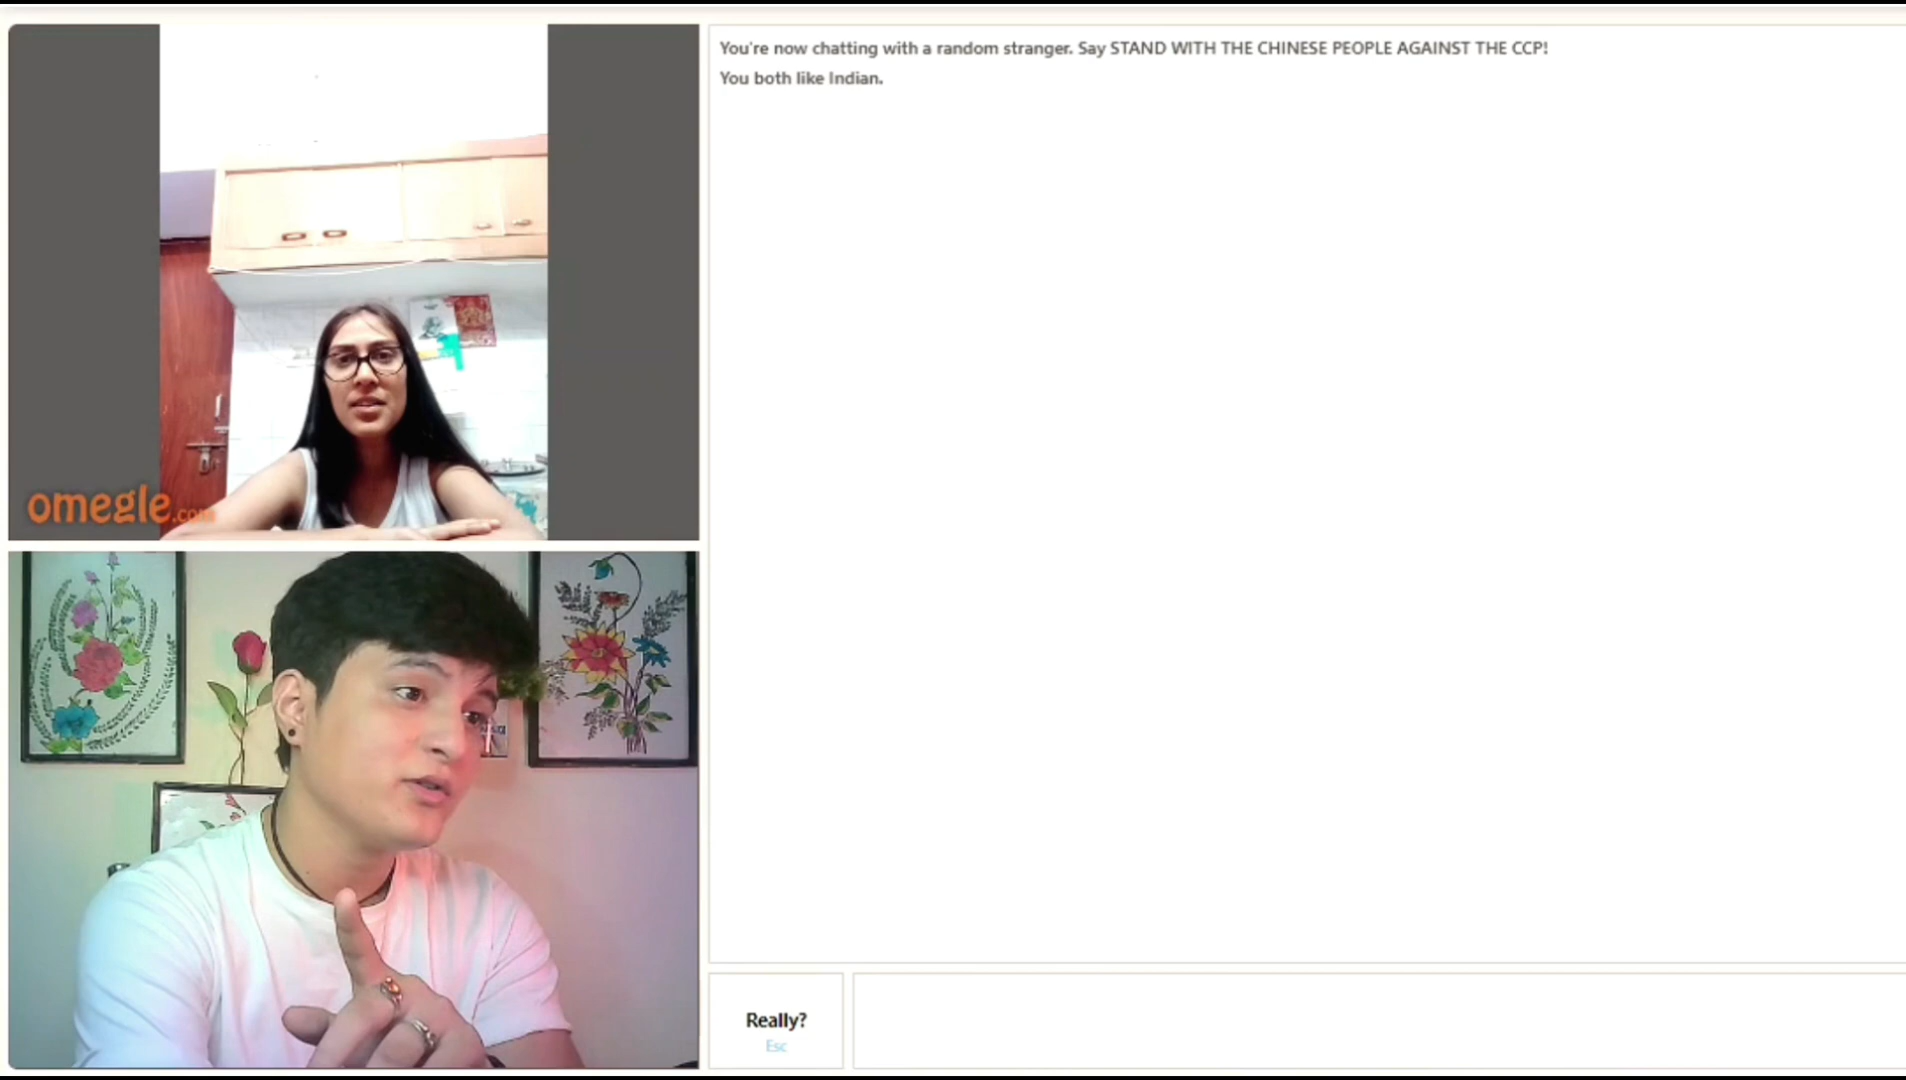 You're now chatting with a random stranger. Say STAND WITH THE CHINESE PEOPLE AGAINST THE CCP!
You both like Indian.
omegle.com
Really?
Esc